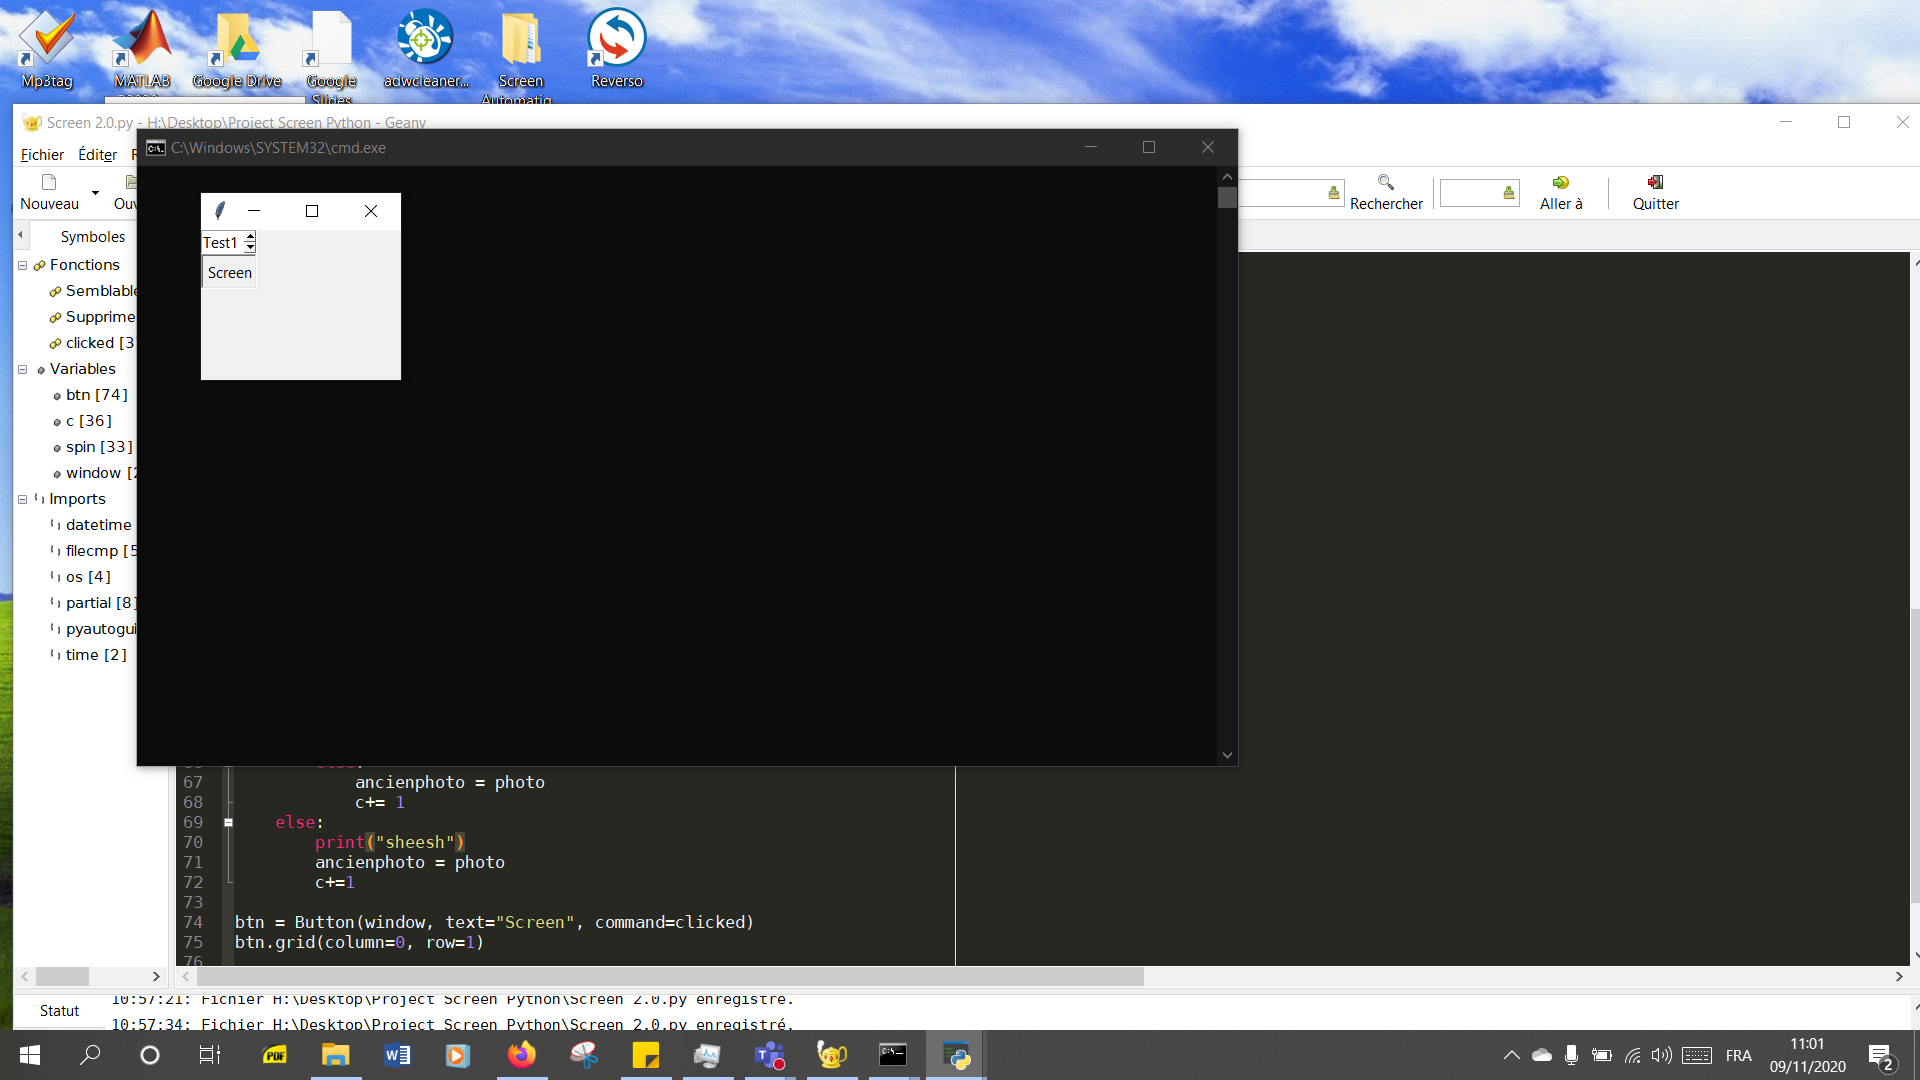 Mp3tag
MATLAB
Google Drive
Google
Slides
adwcleaner...
Screen
Automatiq
Reverso
Screen 2.0.py - H:\Desktop\Project Screen Python - Geany
Fichier Éditer
C:\Windows\SYSTEM32\cmd.exe
Nouveau
Ouv
Rechercher
Aller à
Quitter
Test1
Screen
Symboles
Fonctions
Semblable
Supprime
clicked [3
Variables
btn [74]
c [36]
spin [33]
window [2
Imports
datetime
filecmp [5
os [4]
partial [8]
pyautogui
time [2]
67 ancienphoto = photo
68 c+= 1
69 else:
70 print("sheesh")
71 ancienphoto = photo
72 c+=1
73
74 btn = Button(window, text="Screen", command=clicked)
75 btn.grid(column=0, row=1)
76
Statut
10:57:21: Fichier H:\Desktop\Project Screen Python\Screen 2.0.py enregistré.
10:57:34: Fichier H:\Desktop\Project Screen Python\Screen 2.0.py enregistré.
PDF
FRA
11:01
09/11/2020
2